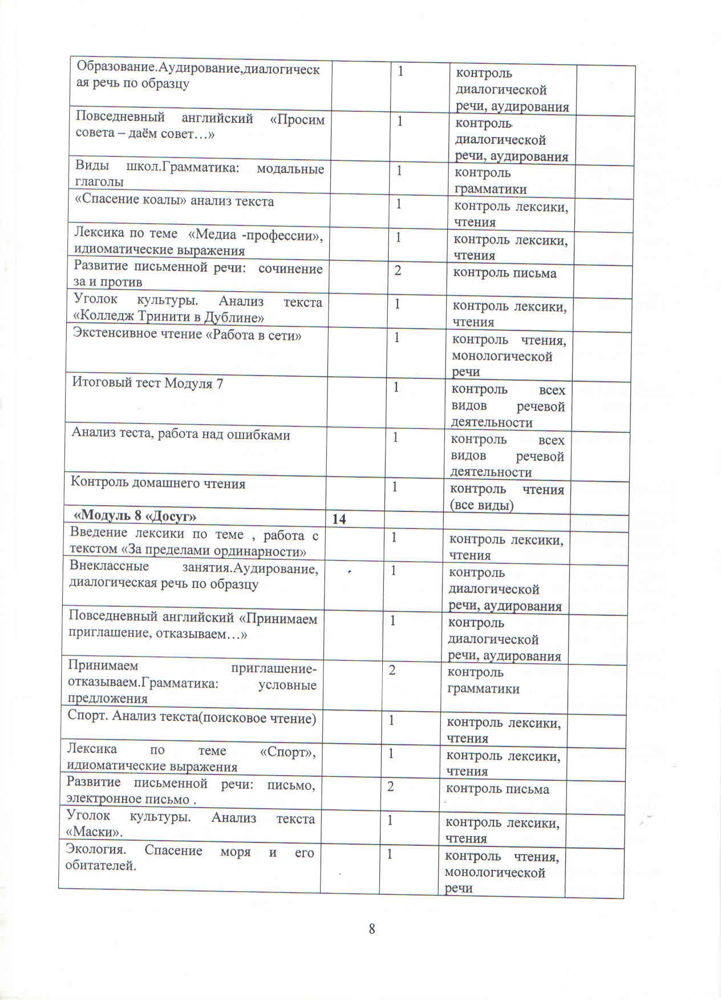 Образование.Аудирование,диалогическ
ая речь по образцу
1
контроль
диалогической
речи, аудирования
Повседневный английский «Просим
совета – даём совет…»
1
контроль
диалогической
речи, аудирования
Виды школ.Грамматика: модальные
глаголы
1
контроль
грамматики
«Спасение коалы» анализ текста
1
контроль лексики,
чтения
Лексика по теме «Медиа -профессии»,
идиоматические выражения
1
контроль лексики,
чтения
Развитие письменной речи: сочинение
за и против
2
контроль письма
Уголок культуры. Анализ текста
«Колледж Тринити в Дублине»
1
контроль лексики,
чтения
Экстенсивное чтение «Работа в сети»
1
контроль чтения,
монологической
речи
Итоговый тест Модуля 7
1
контроль всех
видов речевой
деятельности
Анализ теста, работа над ошибками
1
контроль всех
видов речевой
деятельности
Контроль домашнего чтения
1
контроль чтения
(все виды)
«Модуль 8 «Досуг»
14
Введение лексики по теме , работа с
текстом «За пределами ординарности»
1
контроль лексики,
чтения
Внеклассные занятия.Аудирование,
диалогическая речь по образцу
1
контроль
диалогической
речи, аудирования
Повседневный английский «Принимаем
приглашение, отказываем…»
1
контроль
диалогической
речи, аудирования
Принимаем приглашение-
отказываем.Грамматика: условные
предложения
2
контроль
грамматики
Спорт. Анализ текста(поисковое чтение)
1
контроль лексики,
чтения
Лексика по теме «Спорт»,
идиоматические выражения
1
контроль лексики,
чтения
Развитие письменной речи: письмо,
электронное письмо .
2
контроль письма
Уголок культуры. Анализ текста
«Маски».
1
контроль лексики,
чтения
Экология. Спасение моря и его
обитателей.
1
контроль чтения,
монологической
речи
8